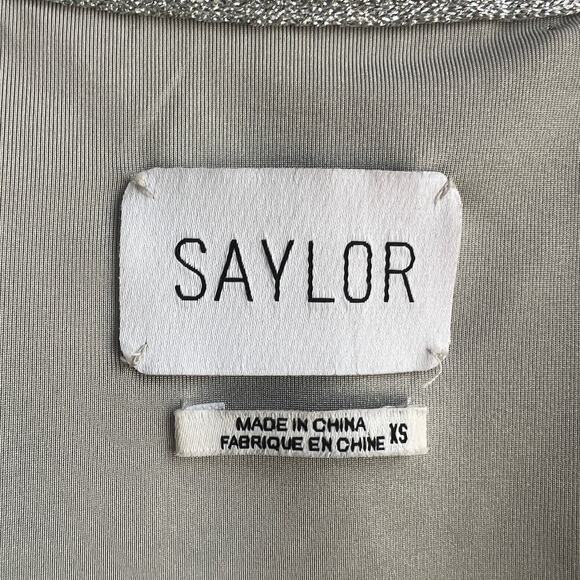 SAYLOR
MADE IN CHINA
FABRIQUE EN CHINE XS